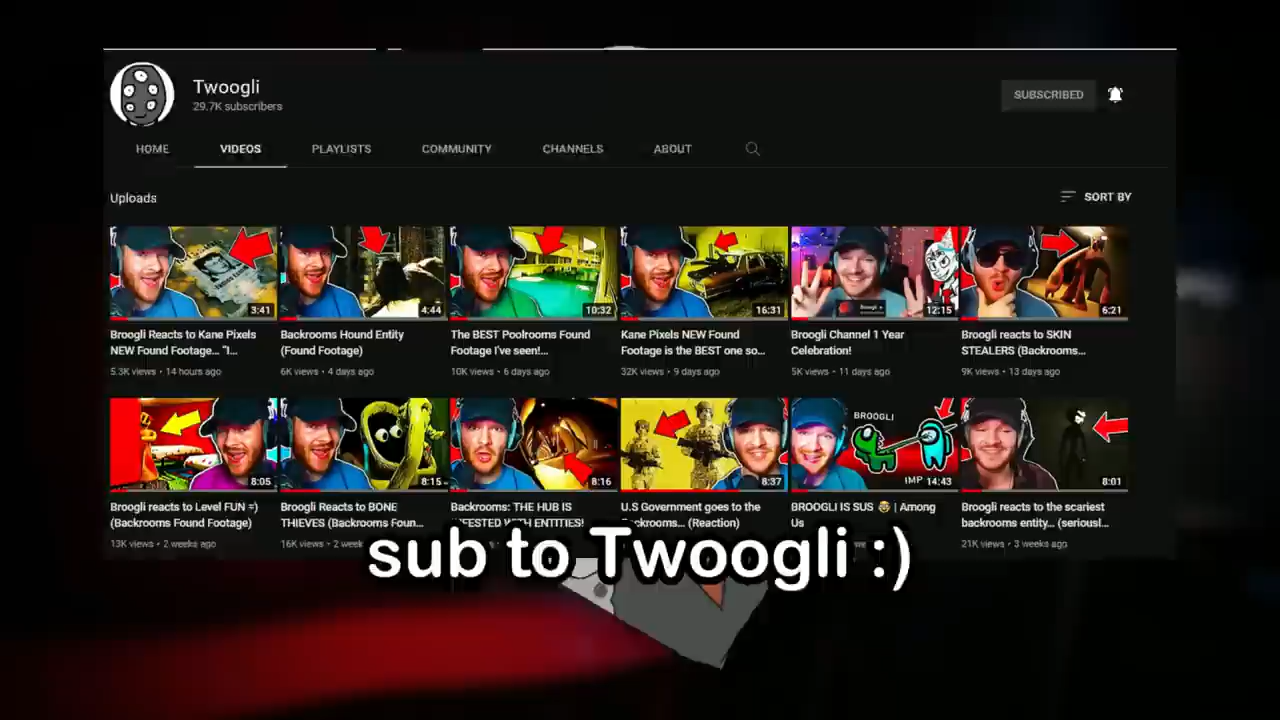 Twoogli
29.7K subscribers
SUBSCRIBED
HOME VIDEOS PLAYLISTS COMMUNITY CHANNELS ABOUT
Uploads
SORT BY
3:41 4:44 10:32 16:31 12:15 6:21
Broogli Reacts to Kane Pixels
NEW Found Footage... "I...
5.3K views • 14 hours ago
Backrooms Hound Entity
(Found Footage)
6K views • 4 days ago
The BEST Poolrooms Found
Footage I've seen!...
10K views • 6 days ago
Kane Pixels NEW Found
Footage is the BEST one so...
32K views • 9 days ago
Broogli Channel 1 Year
Celebration!
5K views • 11 days ago
Broogli reacts to SKIN
STEALERS (Backrooms...
9K views • 13 days ago
BROOGLI
IMP
8:05 8:15 8:16 8:37 14:43 8:01
Broogli Reacts to Level FUN =)
(Backrooms Found Footage)
13K views • 2 weeks ago
Broogli Reacts to BONE
THIEVES (Backrooms Foun...
16K views • 2 week
Backrooms: THE HUB IS
INFESTED WITH ENTITIES!
U.S Government goes to the
Backrooms... (Reaction)
BROOGLI IS SUS 🤓 | Among
Us
Broogli reacts to the scariest
backrooms entity... (seriousl...
21K views • 3 weeks ago
sub to Twoogli :)